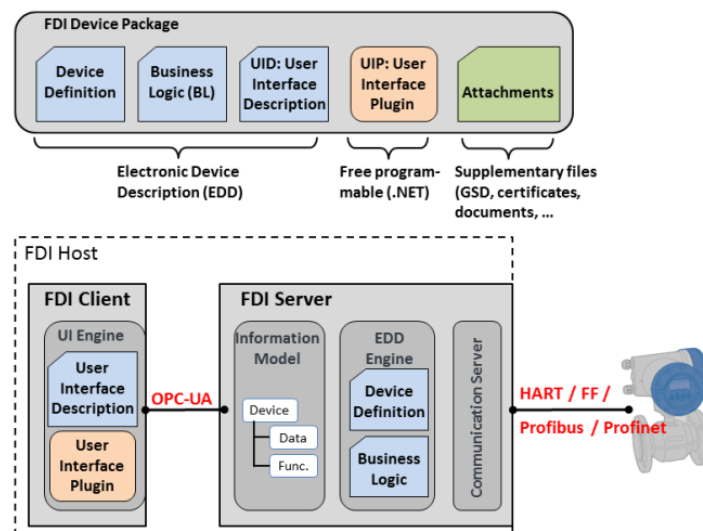 FDI Device Package
Device
Definition
Business
Logic (BL)
UID: User
Interface
Description
UIP: User
Interface
Plugin
Attachments
Electronic Device
Description (EDD)
Free program-
mable (.NET)
Supplementary files
(GSD, certificates,
documents, ...
FDI Host
FDI Client
UI Engine
User
Interface
Description
User
Interface
Plugin
OPC-UA
FDI Server
Information
Model
Device
Data
Func.
EDD
Engine
Device
Definition
Business
Logic
Communication Server
HART / FF /
Profibus / Profinet